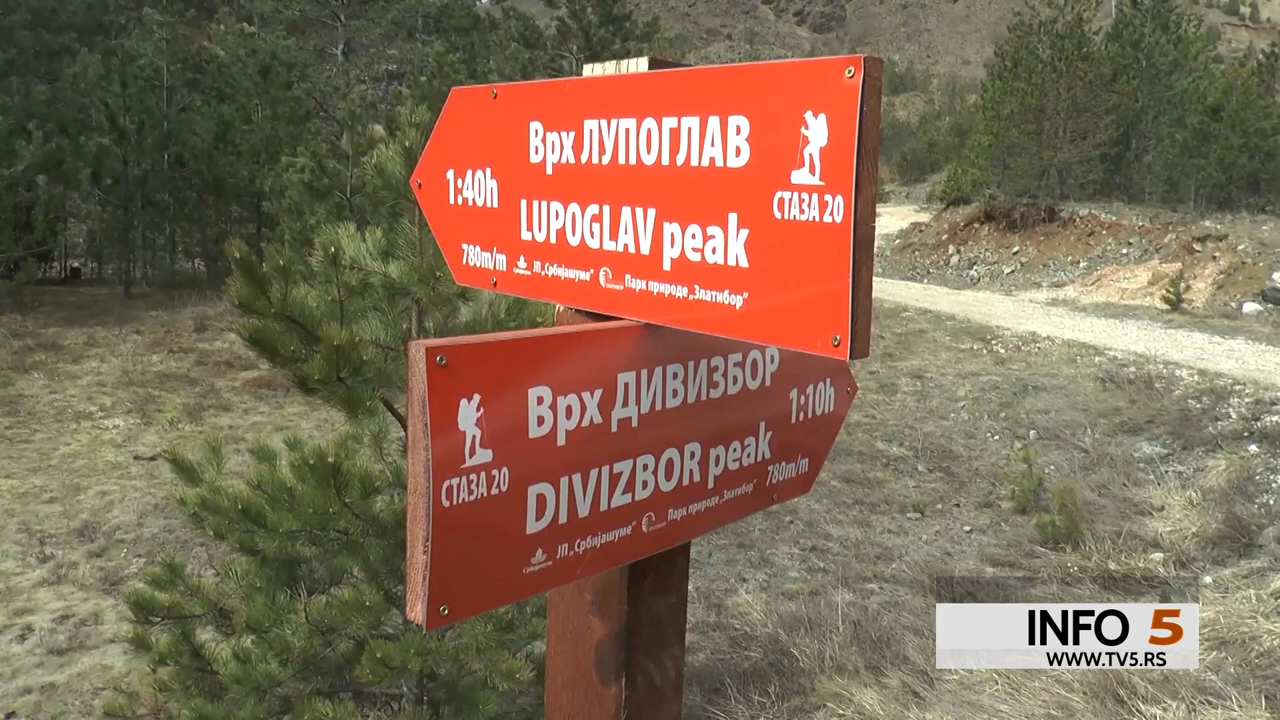 Врх ЛУПОГЛАВ
1:40h
LUPOGLAV peak
СТАЗА 20
780m/m
ЈП „Србијашуме“ Парк природе „Златибор“
Врх ДИВИЗБОР
1:10h
DIVIZBOR peak
СТАЗА 20
780m/m
Србијашуме
ЈП „Србијашуме“ Парк природе „Златибор“
INFO 5
WWW.TV5.RS